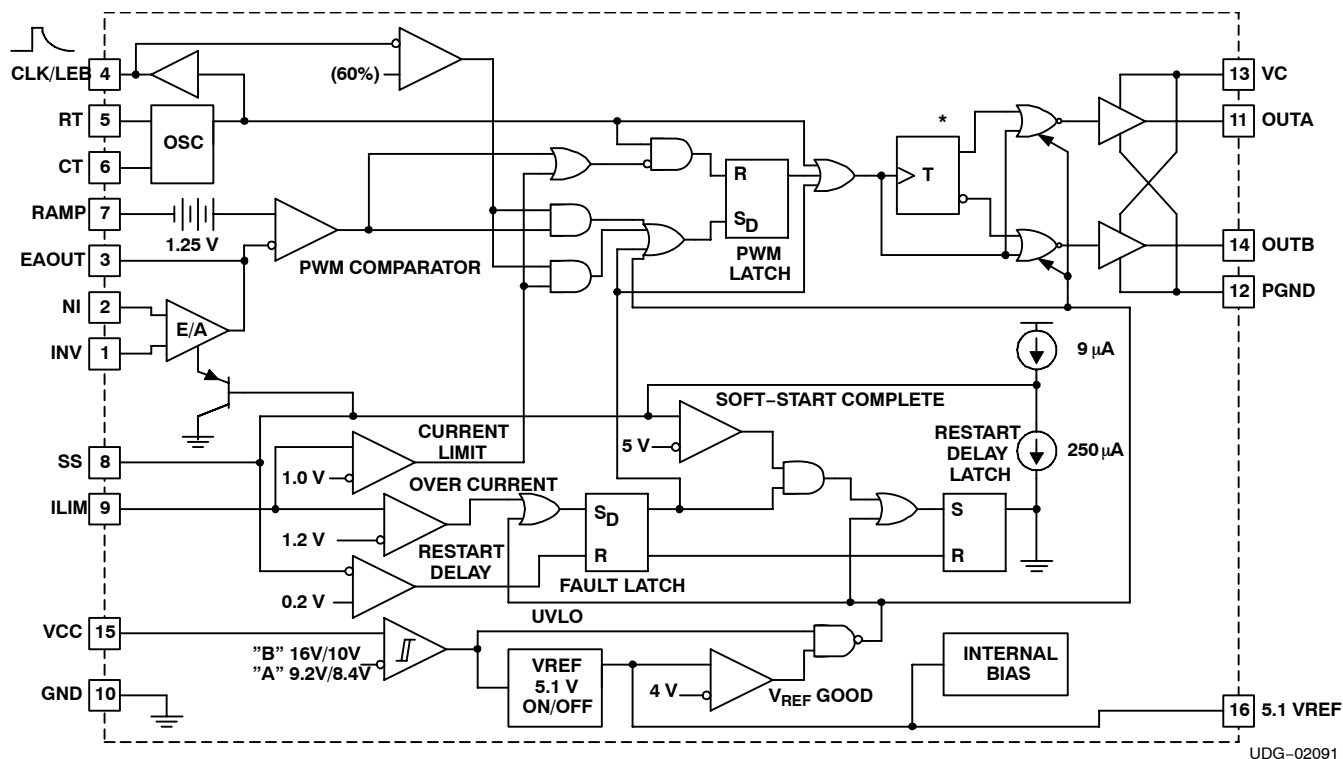 CLK/LEB 4
(60%)
13 VC
RT 5
OSC
*
11 OUTA
CT 6
R
T
RAMP 7
SD
1.25 V
EAOUT 3
PWM COMPARATOR
PWM
LATCH
14 OUTB
NI 2
12 PGND
E/A
INV 1
9 μA
SOFT−START COMPLETE
CURRENT
LIMIT
5 V
RESTART
DELAY
LATCH
250 μA
SS 8
1.0 V
OVER CURRENT
ILIM 9
SD
S
1.2 V
RESTART
DELAY
R
R
FAULT LATCH
0.2 V
UVLO
VCC 15
”B” 16V/10V
”A” 9.2V/8.4V
VREF
5.1 V
ON/OFF
INTERNAL
BIAS
4 V
VREF GOOD
GND 10
16 5.1 VREF
UDG−02091